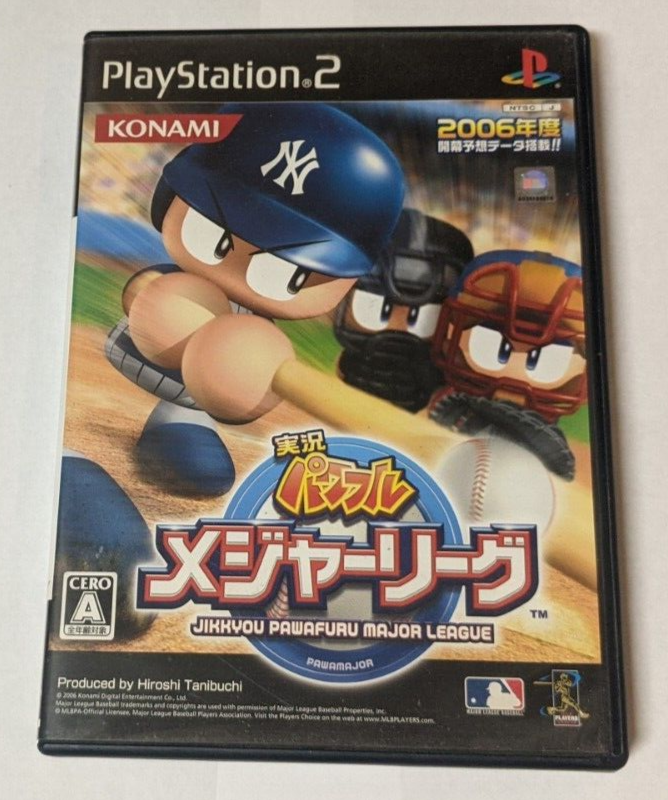 PlayStation®2
NTSC J
KONAMI
2006年度
開幕予想データ搭載!!
NY
実況
パワフル
メジャーリーグ
TM
JIKKYOU PAWAFURU MAJOR LEAGUE
PAWAMAJOR
CERO
A
全年齢対象
Produced by Hiroshi Tanibuchi
© 2006 Konami Digital Entertainment Co., Ltd.
Major League Baseball trademarks and copyrights are used with permission of Major League Baseball Properties, Inc.
© MLBPA-Official Licensee, Major League Baseball Players Association. Visit the Players Choice on the web at www.MLBPLAYERS.com.
MAJOR LEAGUE BASEBALL
PLAYERS